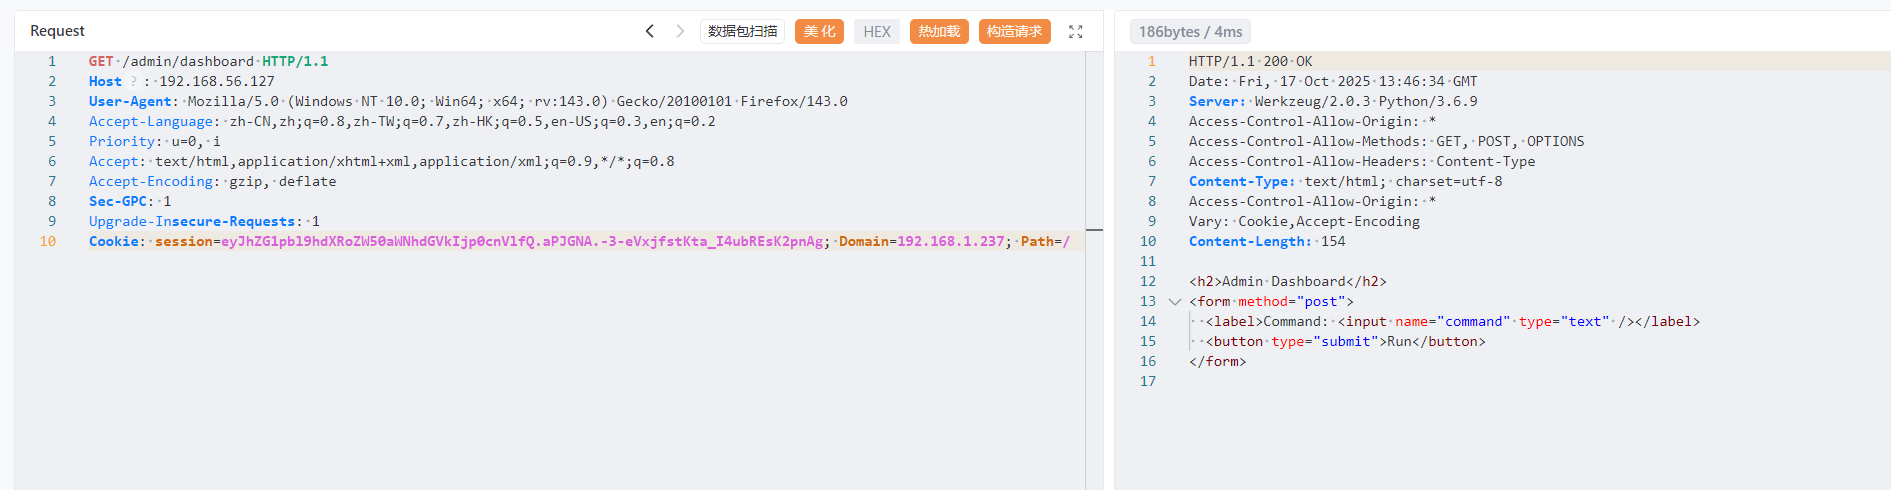 Request
数据包扫描 美化 HEX 热加载 构造请求
1 GET /admin/dashboard HTTP/1.1
2 Host ? : 192.168.56.127
3 User-Agent: Mozilla/5.0 (Windows NT 10.0; Win64; x64; rv:143.0) Gecko/20100101 Firefox/143.0
4 Accept-Language: zh-CN,zh;q=0.8,zh-TW;q=0.7,zh-HK;q=0.5,en-US;q=0.3,en;q=0.2
5 Priority: u=0, i
6 Accept: text/html,application/xhtml+xml,application/xml;q=0.9,*/*;q=0.8
7 Accept-Encoding: gzip, deflate
8 Sec-GPC: 1
9 Upgrade-Insecure-Requests: 1
10 Cookie: session=eyJhZG1pbl9hdXRoZW50aWNhdGVkIjp0cnVlfQ.aPJGNA.-3-eVxjfstKta_I4ubREsK2pnAg; Domain=192.168.1.237; Path=/
186bytes / 4ms
1 HTTP/1.1 200 OK
2 Date: Fri, 17 Oct 2025 13:46:34 GMT
3 Server: Werkzeug/2.0.3 Python/3.6.9
4 Access-Control-Allow-Origin: *
5 Access-Control-Allow-Methods: GET, POST, OPTIONS
6 Access-Control-Allow-Headers: Content-Type
7 Content-Type: text/html; charset=utf-8
8 Access-Control-Allow-Origin: *
9 Vary: Cookie,Accept-Encoding
10 Content-Length: 154
11
12 <h2>Admin Dashboard</h2>
13 <form method="post">
14 <label>Command: <input name="command" type="text" /></label>
15 <button type="submit">Run</button>
16 </form>
17